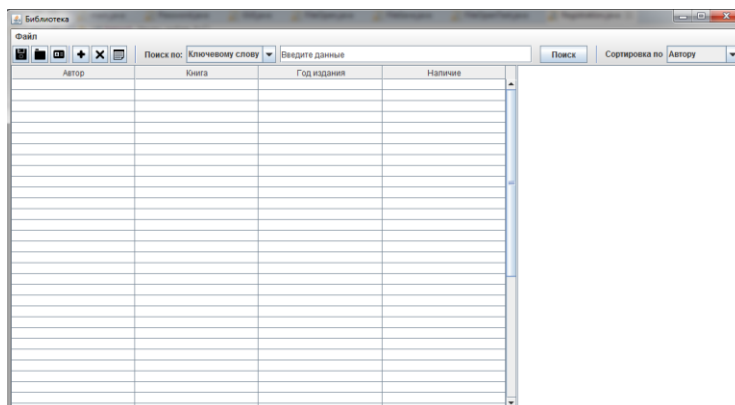 Библиотека
Файл
Поиск по: Ключевому слову Введите данные Поиск Сортировка по Автору
Автор Книга Год издания Наличие